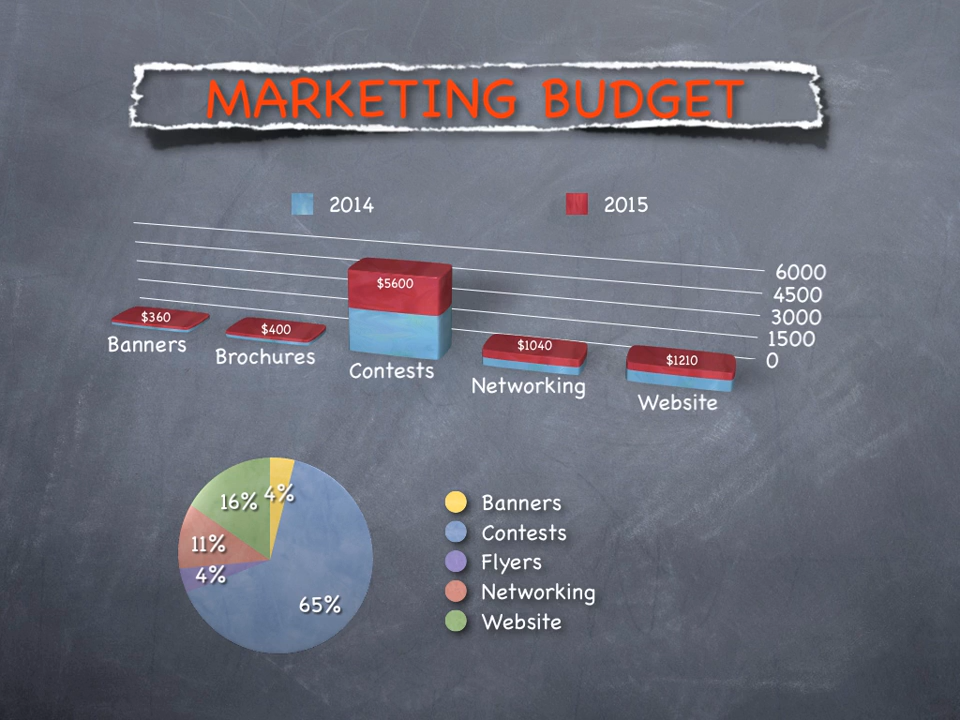 MARKETING BUDGET
2014 2015
6000
4500
3000
1500
0
$360
$400
$5600
$1040
$1210
Banners
Brochures
Contests
Networking
Website
16%
4%
11%
4%
65%
Banners
Contests
Flyers
Networking
Website